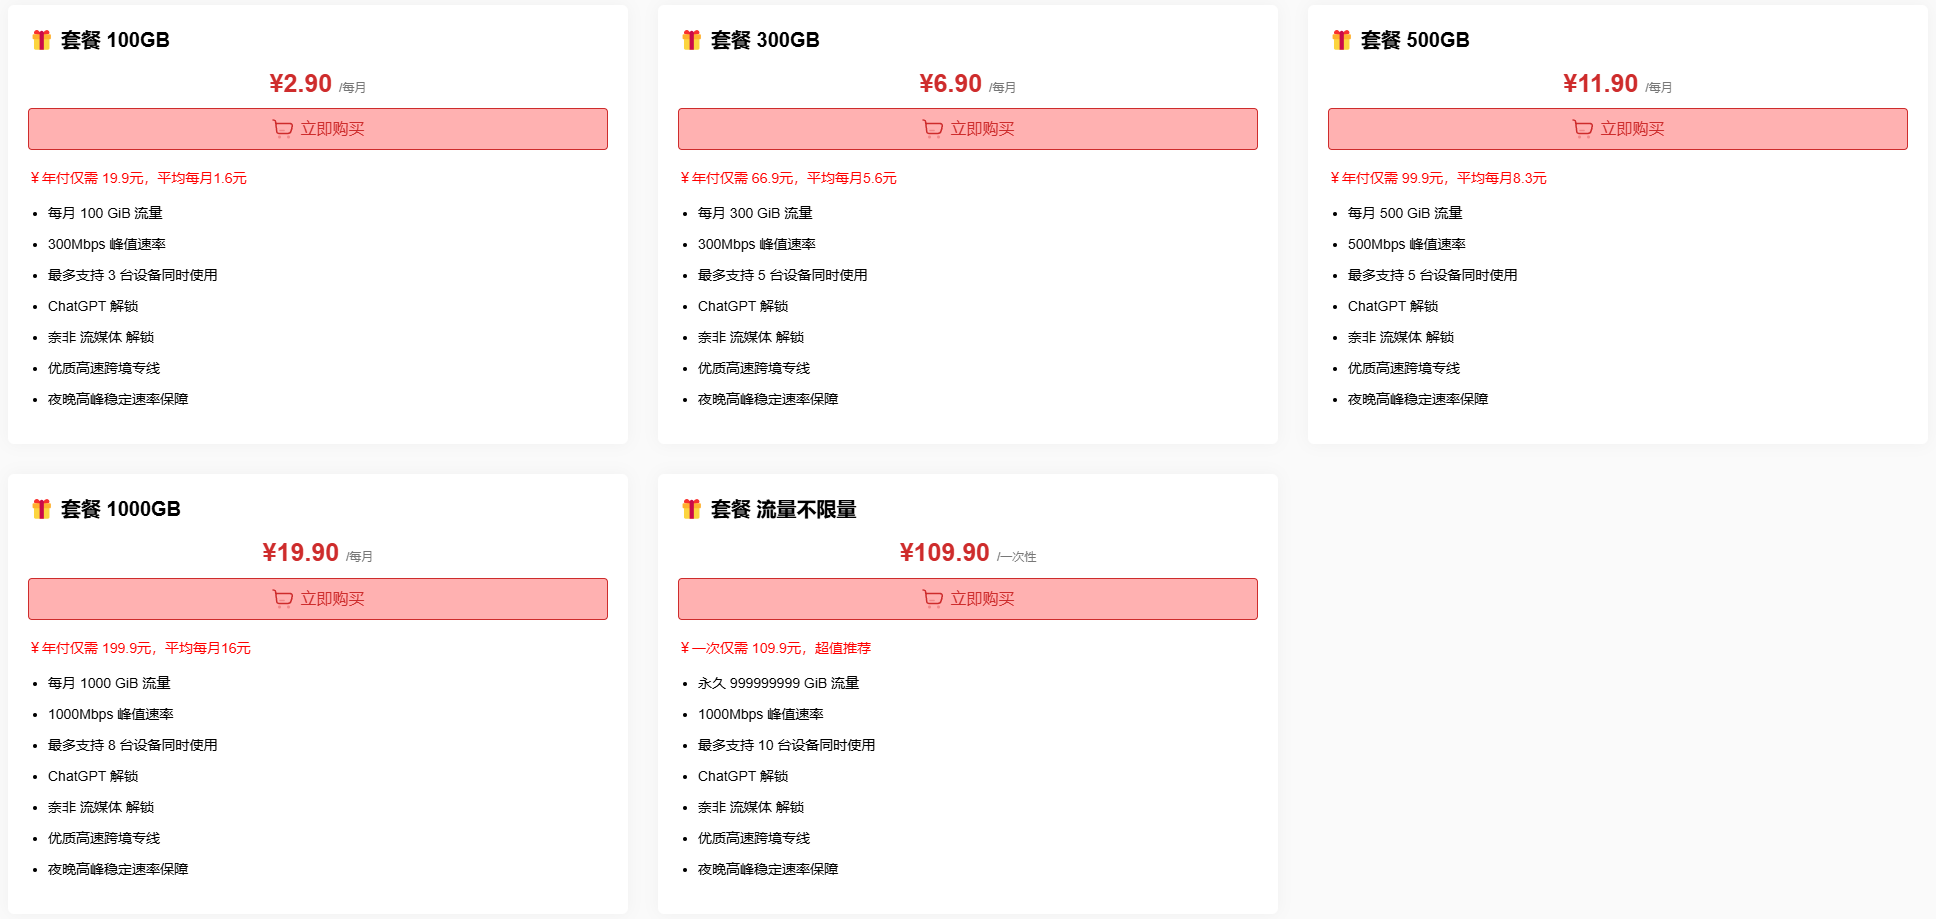 套餐 100GB
¥2.90 /每月
立即购买
￥年付仅需 19.9元，平均每月1.6元
每月 100 GiB 流量
300Mbps 峰值速率
最多支持 3 台设备同时使用
ChatGPT 解锁
奈非 流媒体 解锁
优质高速跨境专线
夜晚高峰稳定速率保障
套餐 300GB
¥6.90 /每月
立即购买
￥年付仅需 66.9元，平均每月5.6元
每月 300 GiB 流量
300Mbps 峰值速率
最多支持 5 台设备同时使用
ChatGPT 解锁
奈非 流媒体 解锁
优质高速跨境专线
夜晚高峰稳定速率保障
套餐 500GB
¥11.90 /每月
立即购买
￥年付仅需 99.9元，平均每月8.3元
每月 500 GiB 流量
500Mbps 峰值速率
最多支持 5 台设备同时使用
ChatGPT 解锁
奈非 流媒体 解锁
优质高速跨境专线
夜晚高峰稳定速率保障
套餐 1000GB
¥19.90 /每月
立即购买
￥年付仅需 199.9元，平均每月16元
每月 1000 GiB 流量
1000Mbps 峰值速率
最多支持 8 台设备同时使用
ChatGPT 解锁
奈非 流媒体 解锁
优质高速跨境专线
夜晚高峰稳定速率保障
套餐 流量不限量
¥109.90 /一次性
立即购买
￥一次仅需 109.9元，超值推荐
永久 999999999 GiB 流量
1000Mbps 峰值速率
最多支持 10 台设备同时使用
ChatGPT 解锁
奈非 流媒体 解锁
优质高速跨境专线
夜晚高峰稳定速率保障